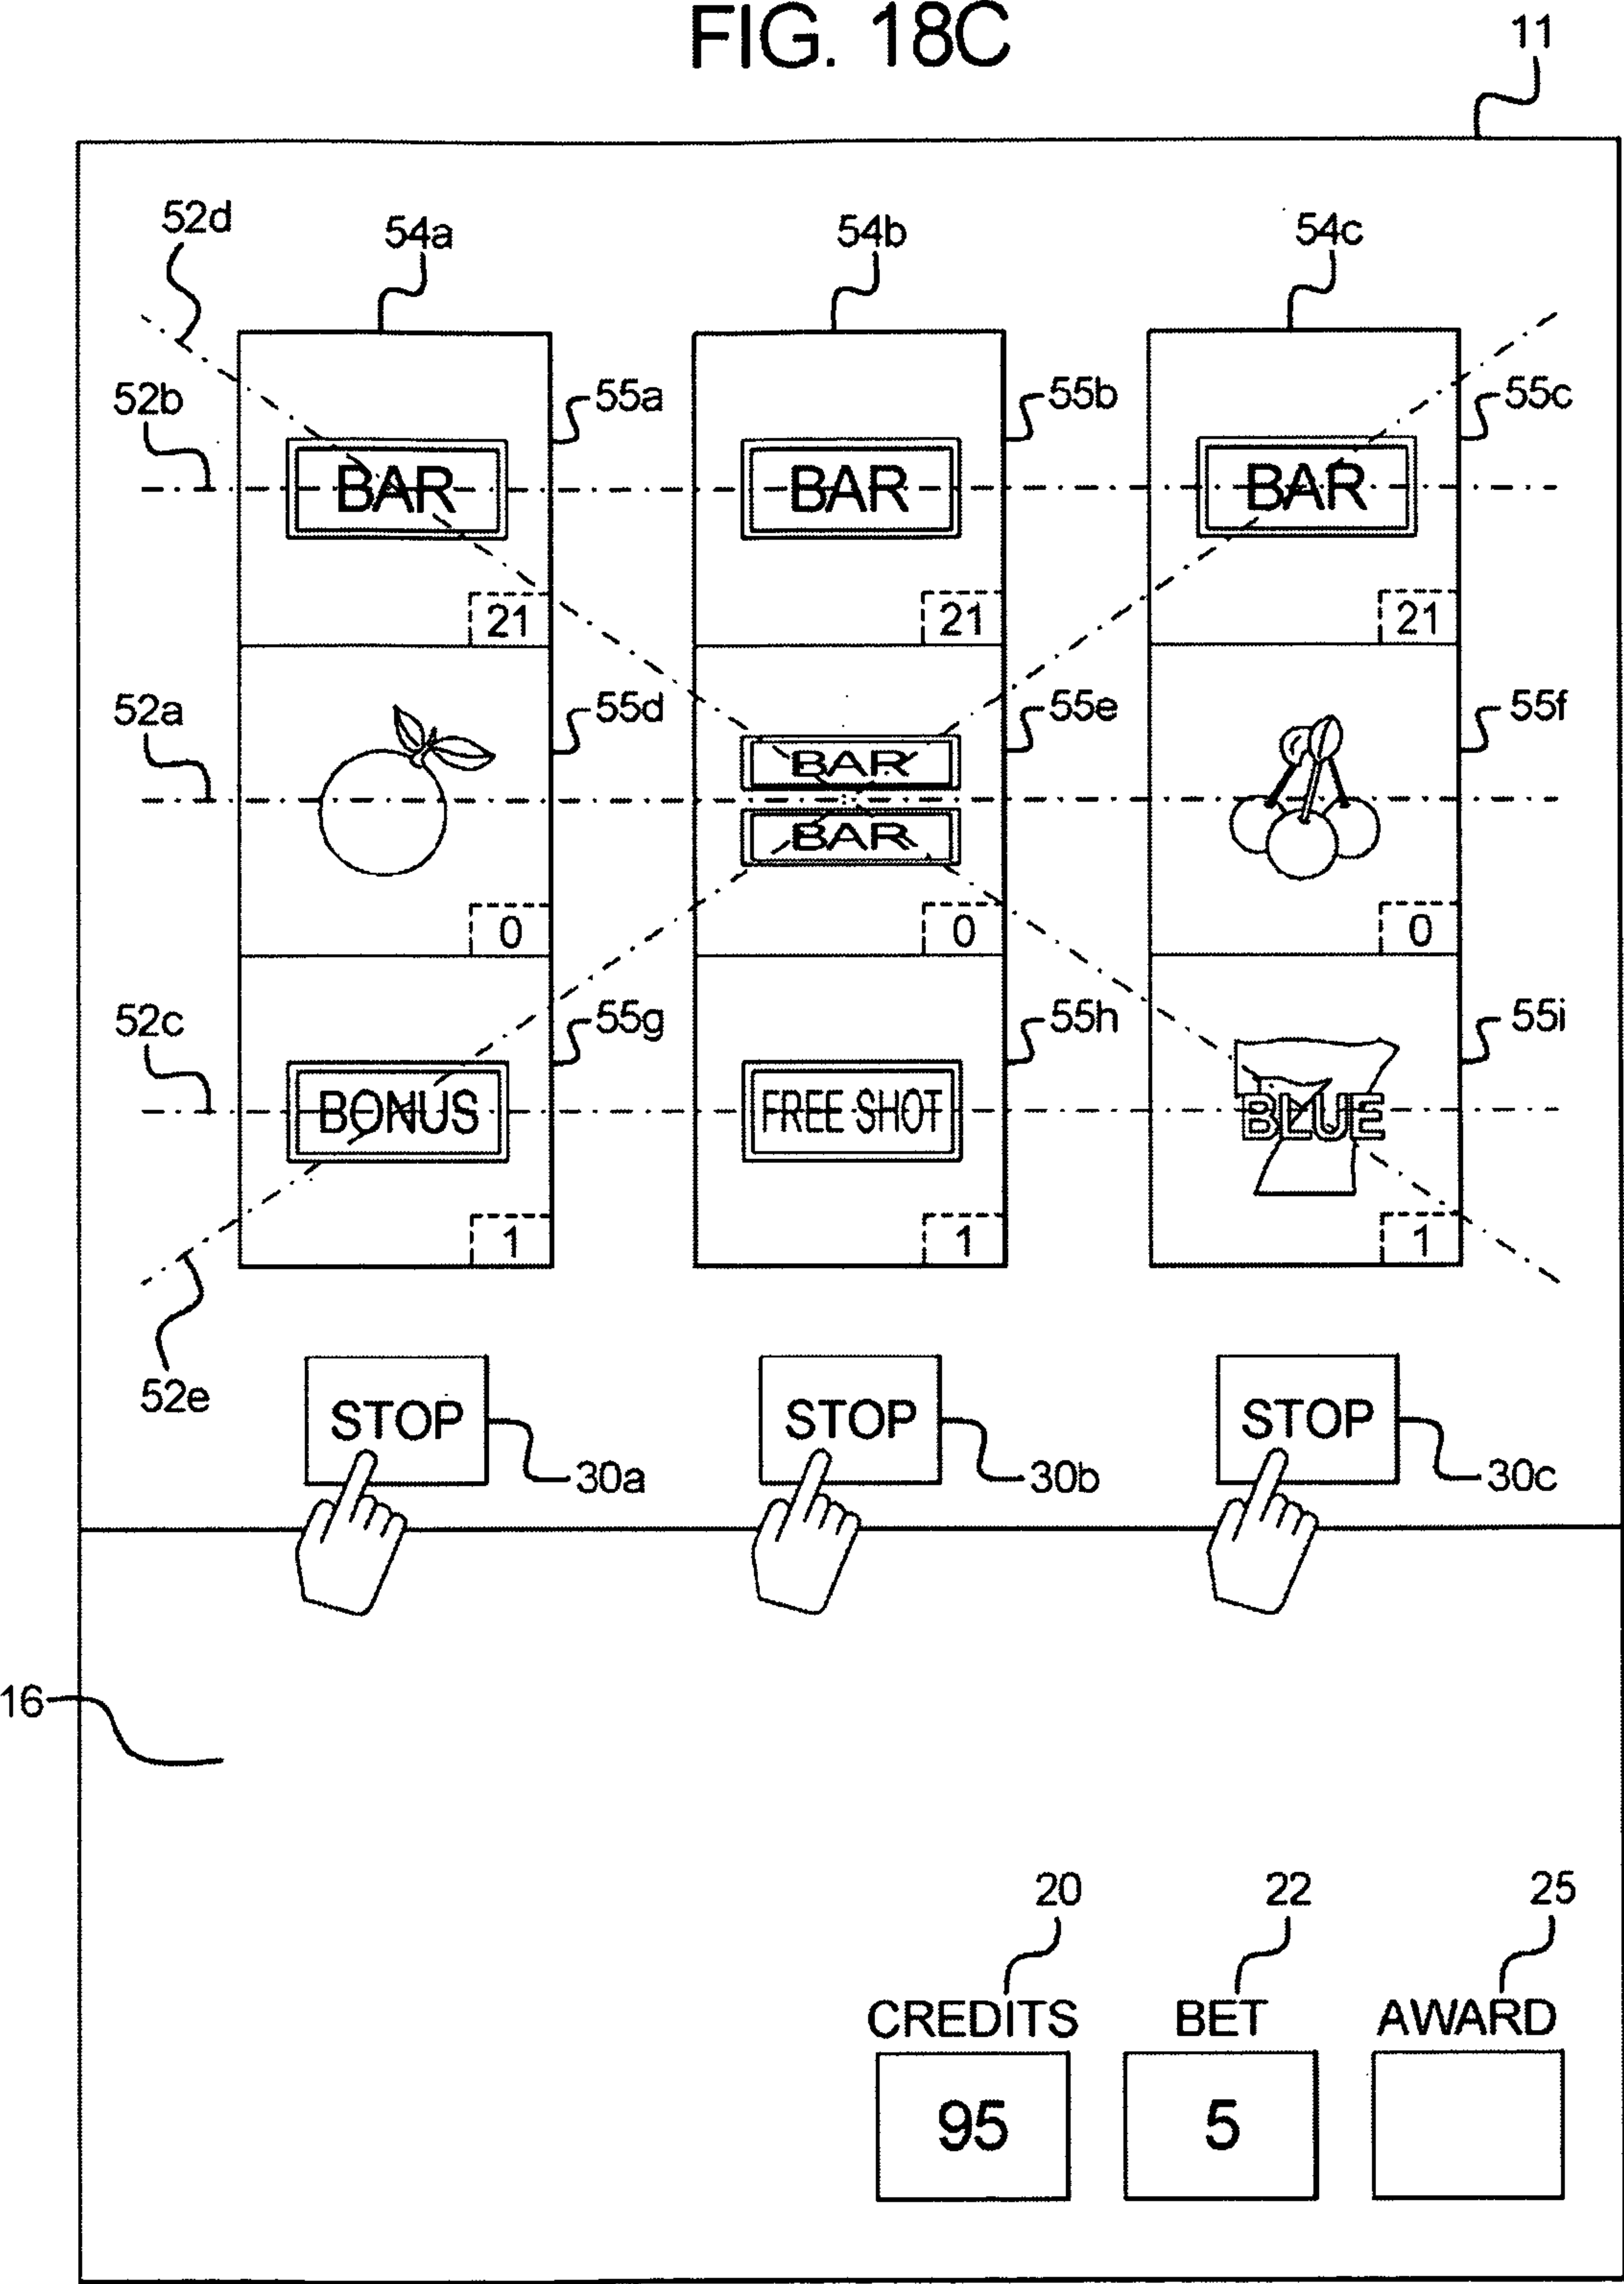 FIG. 18C
11
52d
54a
54b
54c
52b
55a
55b
55c
BAR
BAR
BAR
21
21
21
52a
55d
55e
55f
BAR
BAR
0
0
0
52c
55g
55h
55i
BONUS
FREE SHOT
BLUE
1
1
1
52e
STOP
STOP
STOP
30a
30b
30c
16
20
22
25
CREDITS
BET
AWARD
95
5